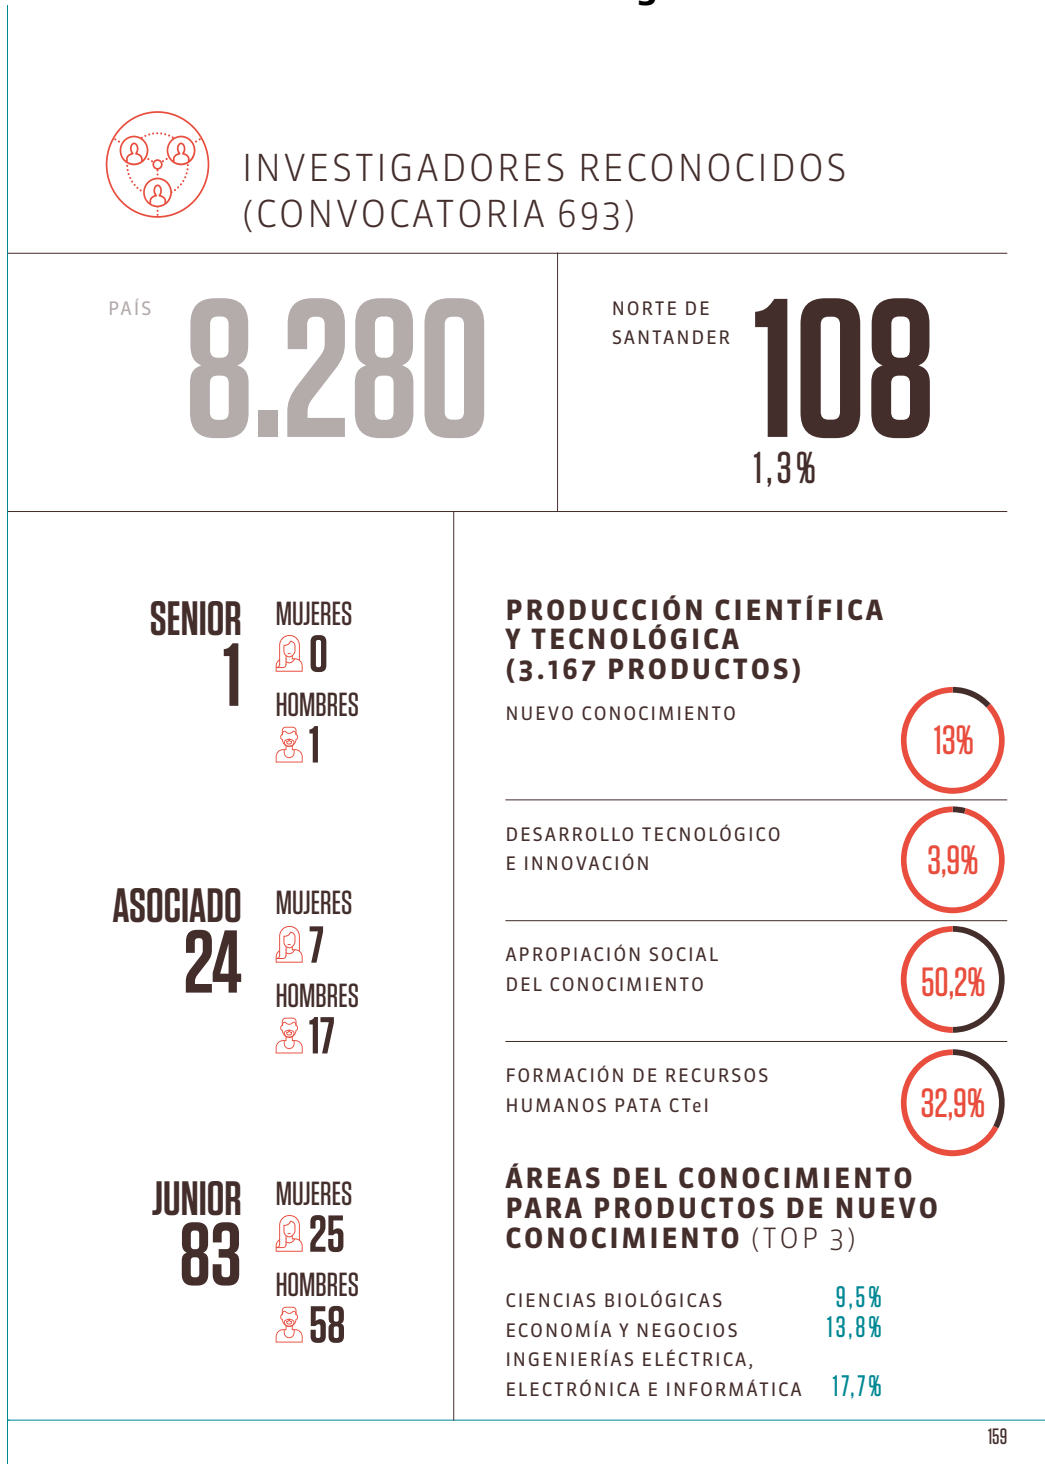 INVESTIGADORES RECONOCIDOS
(CONVOCATORIA 693)
PAÍS
8.280
NORTE DE
SANTANDER
108
1,3%
SENIOR
1
MUJERES
0
HOMBRES
1
ASOCIADO
24
MUJERES
7
HOMBRES
17
JUNIOR
83
MUJERES
25
HOMBRES
58
PRODUCCIÓN CIENTÍFICA
Y TECNOLÓGICA
(3.167 PRODUCTOS)
NUEVO CONOCIMIENTO
13%
DESARROLLO TECNOLÓGICO
E INNOVACIÓN
3,9%
APROPIACIÓN SOCIAL
DEL CONOCIMIENTO
50,2%
FORMACIÓN DE RECURSOS
HUMANOS PATA CTeI
32,9%
ÁREAS DEL CONOCIMIENTO
PARA PRODUCTOS DE NUEVO
CONOCIMIENTO (TOP 3)
CIENCIAS BIOLÓGICAS 9,5%
ECONOMÍA Y NEGOCIOS 13,8%
INGENIERÍAS ELÉCTRICA,
ELECTRÓNICA E INFORMÁTICA 17,7%
159